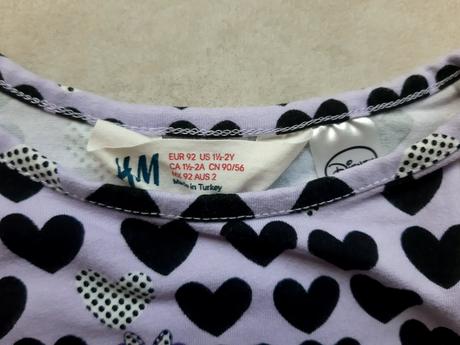 H&M
EUR 92 US 1½-2Y
CA 1½-2A CN 90/56
MX 92 AUS 2
Made in Turkey
Disney